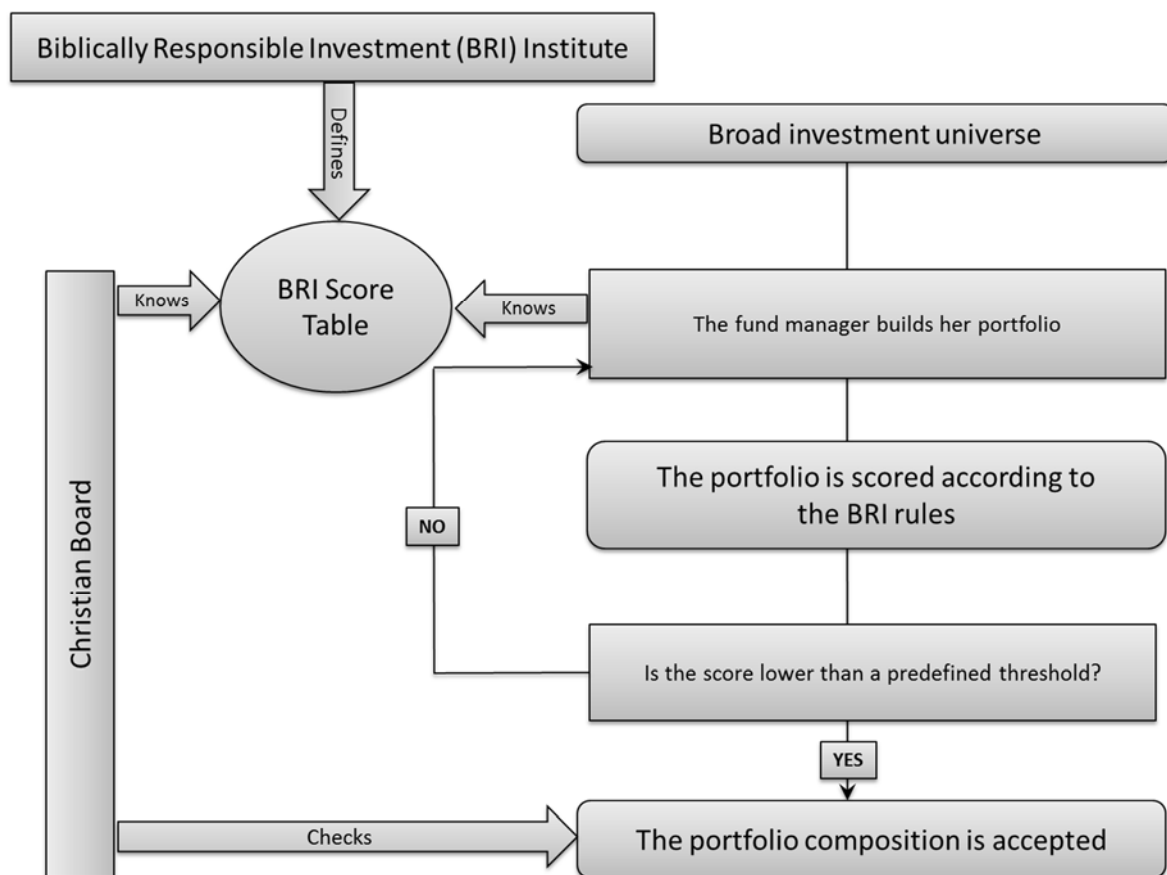 Biblically Responsible Investment (BRI) Institute
Defines
Broad investment universe
BRI Score
Table
Knows
Knows
The fund manager builds her portfolio
Christian Board
The portfolio is scored according to
the BRI rules
NO
Is the score lower than a predefined threshold?
YES
Checks
The portfolio composition is accepted